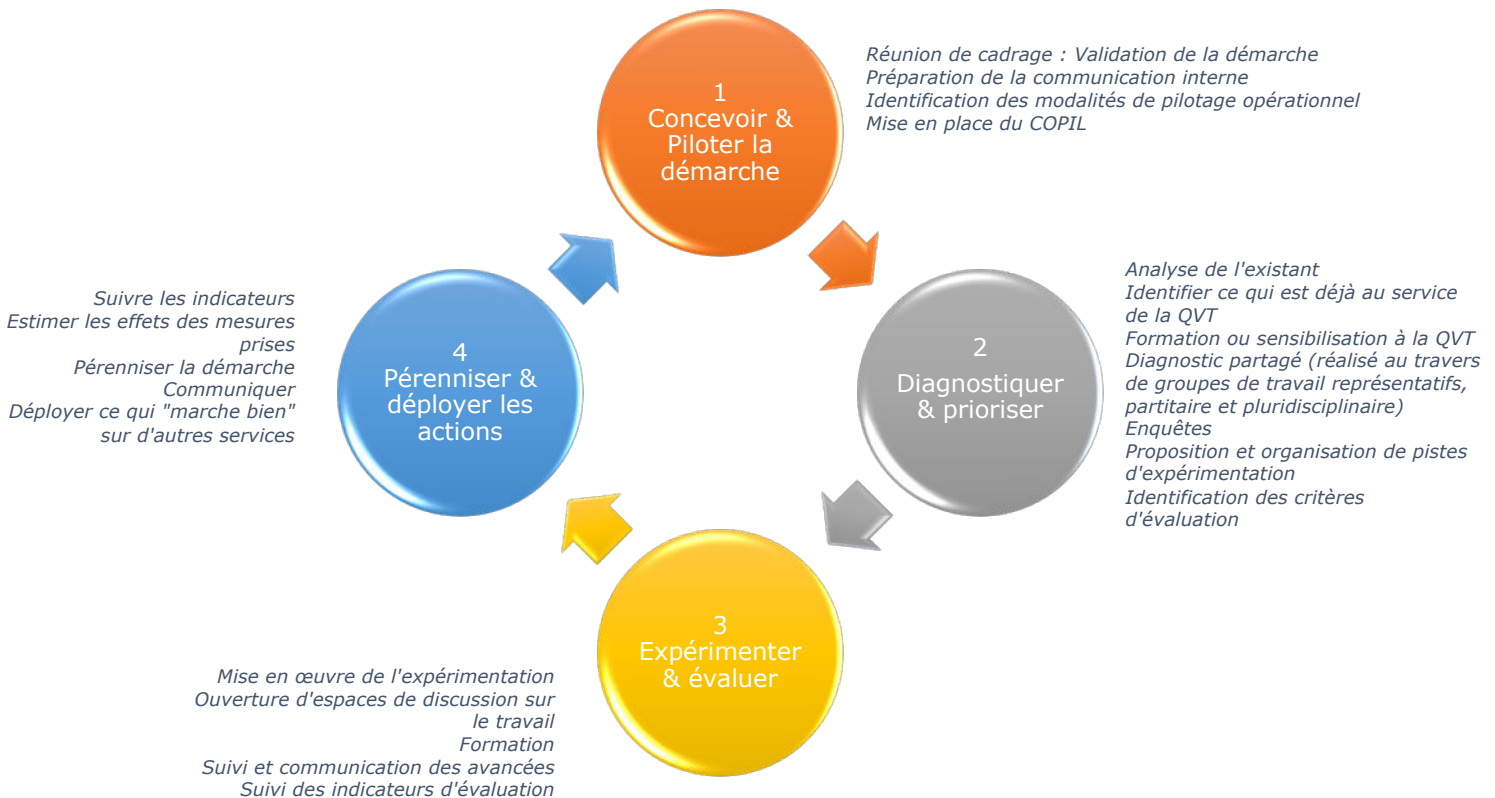 1
Concevoir &
Piloter la
démarche
Réunion de cadrage : Validation de la démarche
Préparation de la communication interne
Identification des modalités de pilotage opérationnel
Mise en place du COPIL
2
Diagnostiquer
& prioriser
Analyse de l'existant
Identifier ce qui est déjà au service
de la QVT
Formation ou sensibilisation à la QVT
Diagnostic partagé (réalisé au travers
de groupes de travail représentatifs,
partitaire et pluridisciplinaire)
Enquêtes
Proposition et organisation de pistes
d'expérimentation
Identification des critères
d'évaluation
3
Expérimenter
& évaluer
Mise en œuvre de l'expérimentation
Ouverture d'espaces de discussion sur
le travail
Formation
Suivi et communication des avancées
Suivi des indicateurs d'évaluation
4
Pérenniser &
déployer les
actions
Suivre les indicateurs
Estimer les effets des mesures
prises
Pérenniser la démarche
Communiquer
Déployer ce qui "marche bien"
sur d'autres services